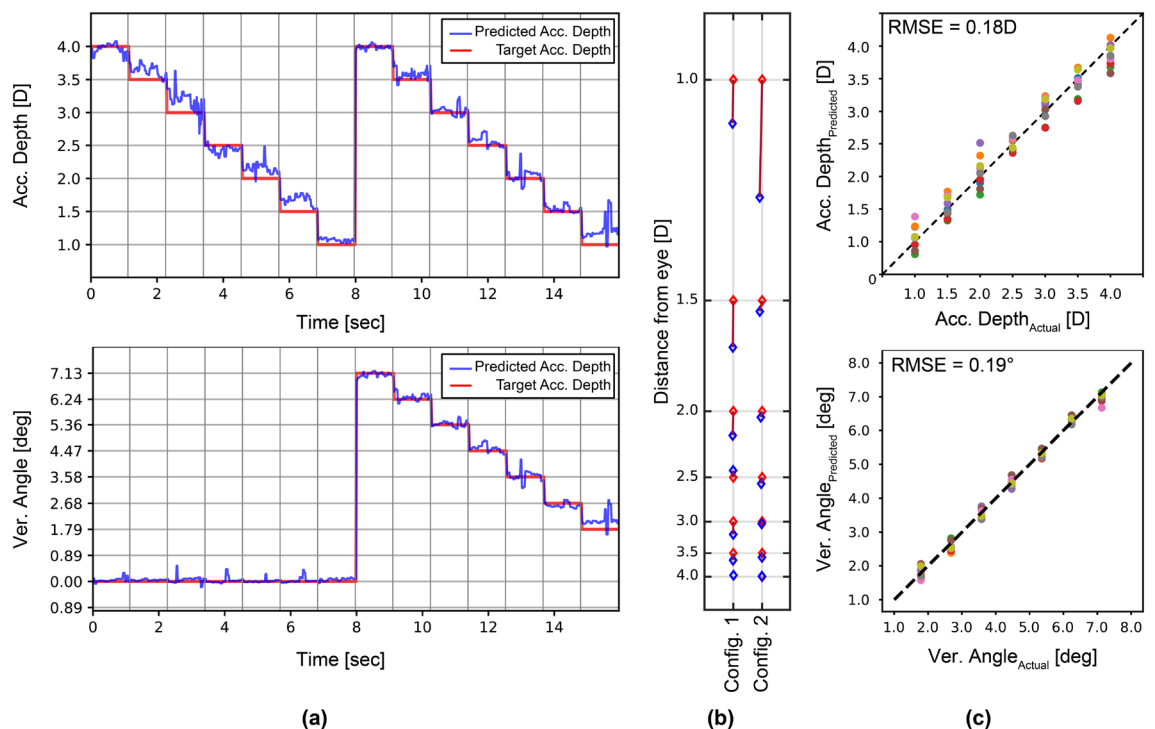 Acc. Depth [D]
4.0
3.5
3.0
2.5
2.0
1.5
1.0
Predicted Acc. Depth
Target Acc. Depth
0 2 4 6 8 10 12 14
Time [sec]
Ver. Angle [deg]
7.13
6.24
5.36
4.47
3.58
2.68
1.79
0.89
0.00
0.89
Predicted Acc. Depth
Target Acc. Depth
0 2 4 6 8 10 12 14
Time [sec]
(a)
Distance from eye [D]
1.0
1.5
2.0
2.5
3.0
3.5
4.0
Config. 1
Config. 2
(b)
RMSE = 0.18D
Acc. DepthPredicted [D]
4.0
3.5
3.0
2.5
2.0
1.5
1.0
0
1.0 1.5 2.0 2.5 3.0 3.5 4.0
Acc. DepthActual [D]
RMSE = 0.19°
Ver. AnglePredicted [deg]
8.0
7.0
6.0
5.0
4.0
3.0
2.0
1.0
1.0 2.0 3.0 4.0 5.0 6.0 7.0 8.0
Ver. AngleActual [deg]
(c)